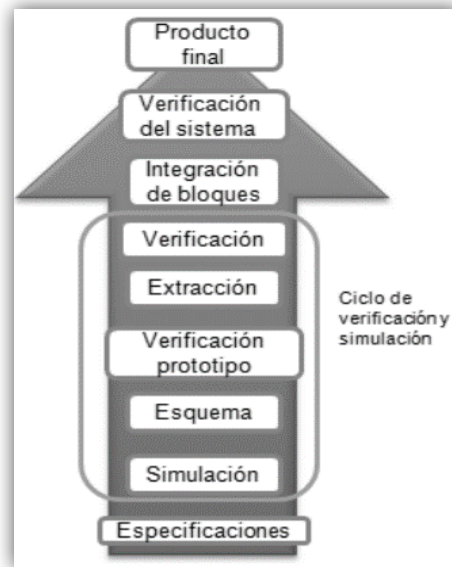 Producto
final
Verificación
del sistema
Integración
de bloques
Verificación
Extracción
Ciclo de
verificación y
simulación
Verificación
prototipo
Esquema
Simulación
Especificaciones